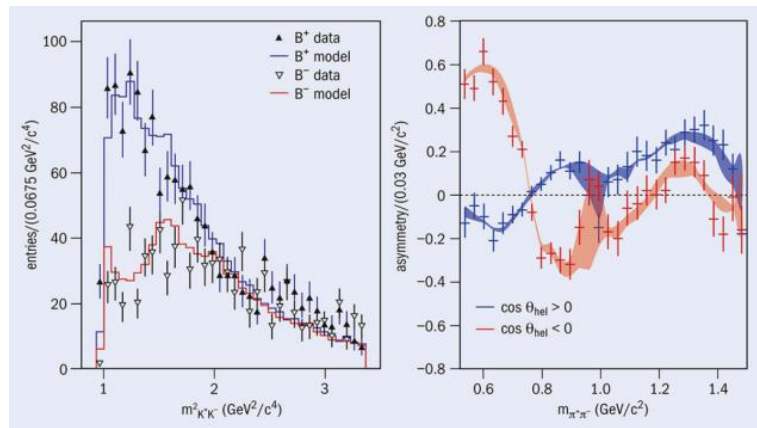 100
80
60
40
20
0
entries/(0.0675 GeV²/c⁴)
B⁺ data
B⁺ model
B⁻ data
B⁻ model
1
2
3
m²K⁺K⁻ (GeV²/c⁴)
0.8
0.6
0.4
0.2
0
−0.2
−0.4
−0.6
−0.8
asymmetry/(0.03 GeV/c²)
cos θhel > 0
cos θhel < 0
0.6
0.8
1.0
1.2
1.4
mπ⁺π⁻ (GeV/c²)